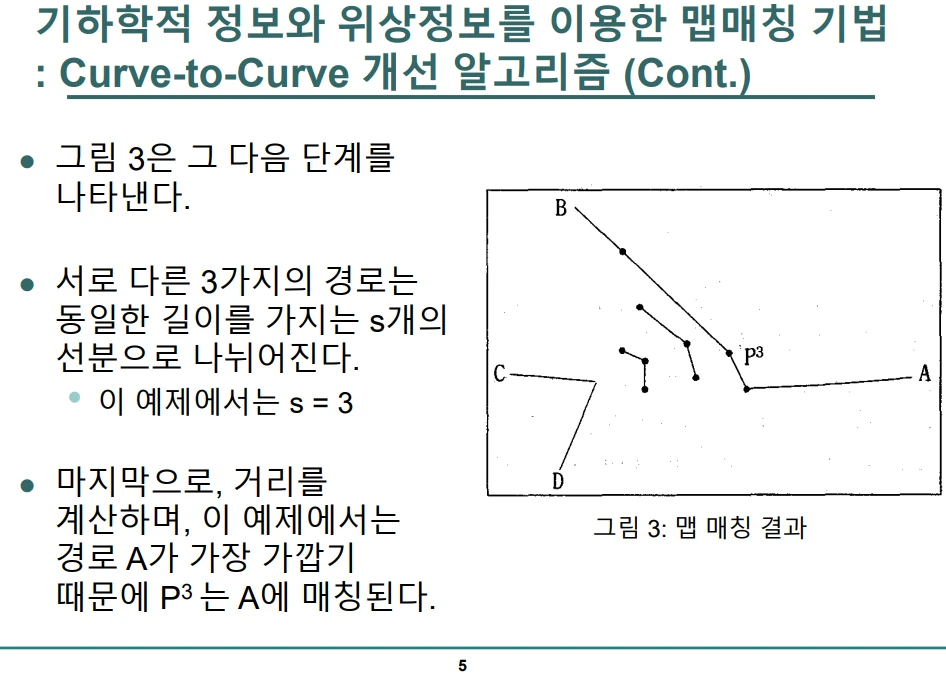 기하학적 정보와 위상정보를 이용한 맵매칭 기법
: Curve-to-Curve 개선 알고리즘 (Cont.)
그림 3은 그 다음 단계를
나타낸다.
서로 다른 3가지의 경로는
동일한 길이를 가지는 s개의
선분으로 나뉘어진다.
이 예제에서는 s = 3
마지막으로, 거리를
계산하며, 이 예제에서는
경로 A가 가장 가깝기
때문에 P³ 는 A에 매칭된다.
B
P³
C
A
D
그림 3: 맵 매칭 결과
5